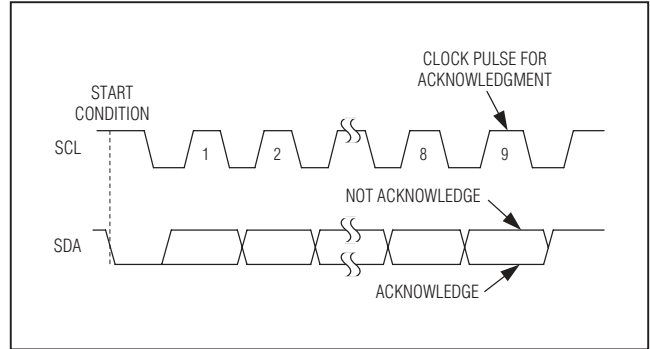 CLOCK PULSE FOR
ACKNOWLEDGMENT
START
CONDITION
SCL
1
2
8
9
NOT ACKNOWLEDGE
SDA
ACKNOWLEDGE